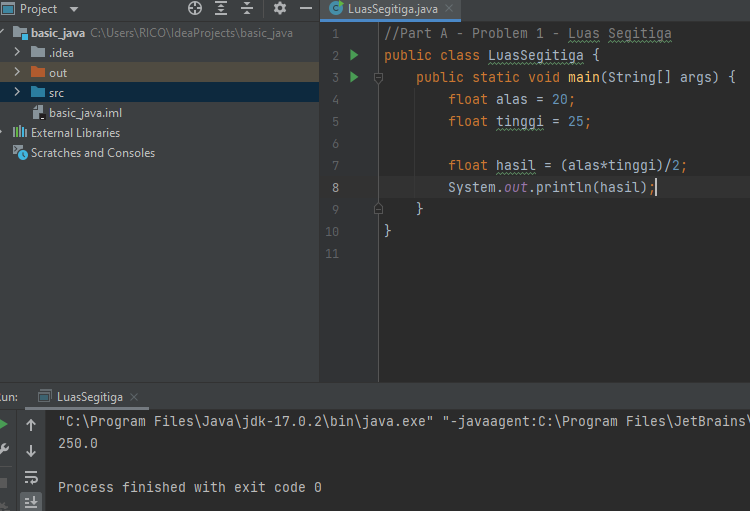 Project
basic_java C:\Users\RICO\IdeaProjects\basic_java
.idea
out
src
basic_java.iml
External Libraries
Scratches and Consoles
LuasSegitiga.java
1 //Part A - Problem 1 - Luas Segitiga
2 public class LuasSegitiga {
3 public static void main(String[] args) {
4 float alas = 20;
5 float tinggi = 25;
6
7 float hasil = (alas*tinggi)/2;
8 System.out.println(hasil);
9 }
10 }
11
un: LuasSegitiga
"C:\Program Files\Java\jdk-17.0.2\bin\java.exe" "-javaagent:C:\Program Files\JetBrains\
250.0
Process finished with exit code 0